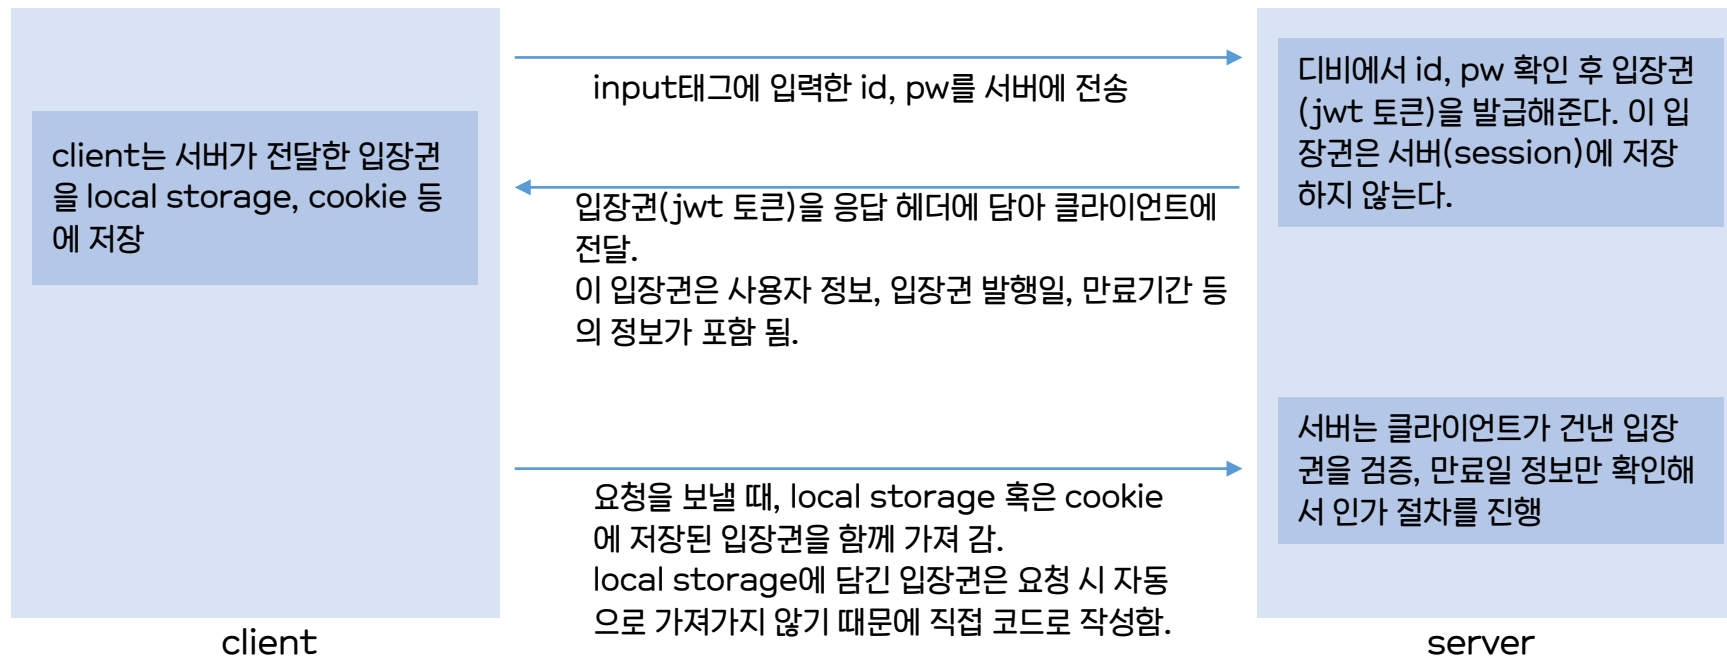 input태그에 입력한 id, pw를 서버에 전송
디비에서 id, pw 확인 후 입장권
(jwt 토큰)을 발급해준다. 이 입
장권은 서버(session)에 저장
하지 않는다.
client는 서버가 전달한 입장권
을 local storage, cookie 등
에 저장
입장권(jwt 토큰)을 응답 헤더에 담아 클라이언트에
전달.
이 입장권은 사용자 정보, 입장권 발행일, 만료기간 등
의 정보가 포함 됨.
요청을 보낼 때, local storage 혹은 cookie
에 저장된 입장권을 함께 가져 감.
local storage에 담긴 입장권은 요청 시 자동
으로 가져가지 않기 때문에 직접 코드로 작성함.
서버는 클라이언트가 건낸 입장
권을 검증, 만료일 정보만 확인해
서 인가 절차를 진행
client
server